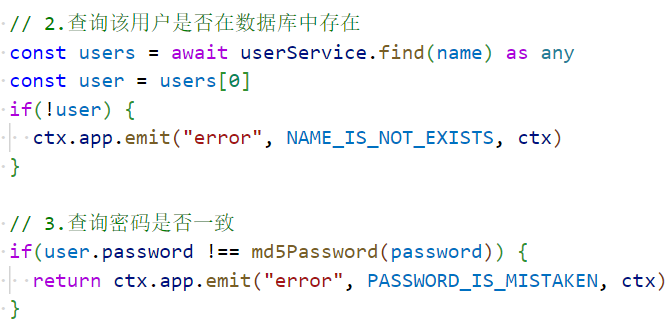 // 2.查询该用户是否在数据库中存在
const users = await userService.find(name) as any
const user = users[0]
if(!user) {
  ctx.app.emit("error", NAME_IS_NOT_EXISTS, ctx)
}
// 3.查询密码是否一致
if(user.password !== md5Password(password)) {
  return ctx.app.emit("error", PASSWORD_IS_MISTAKEN, ctx)
}